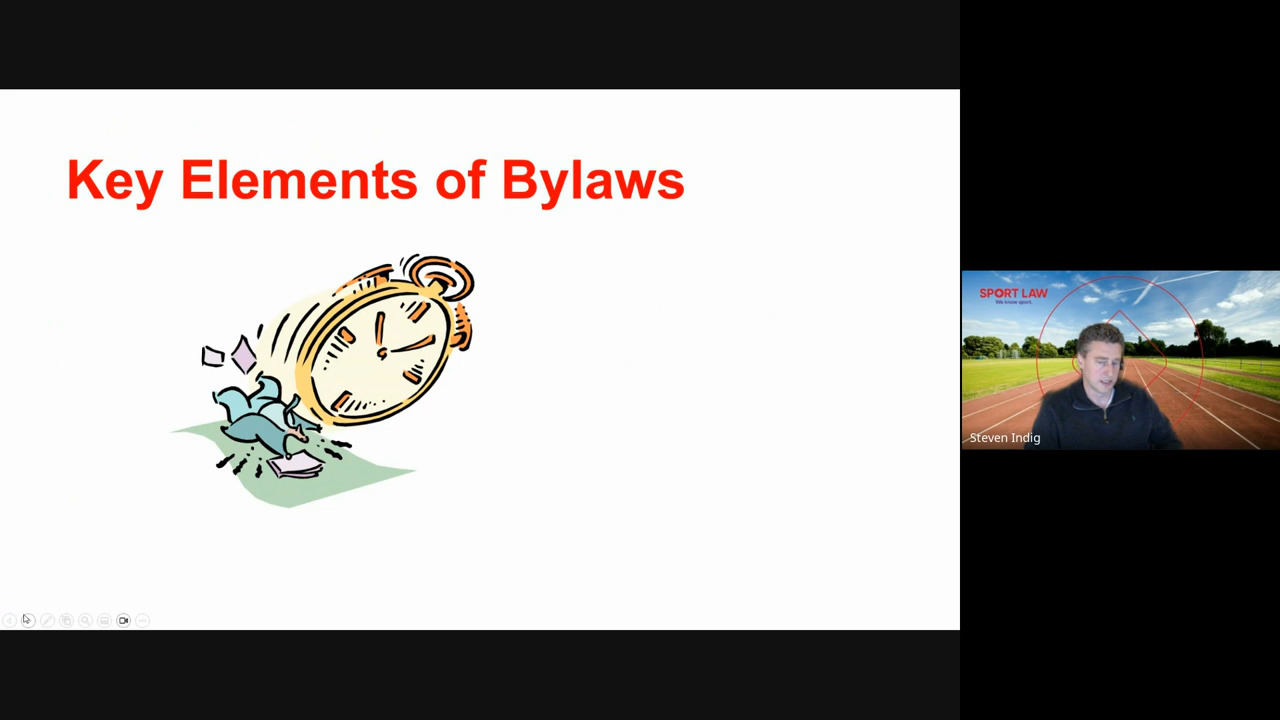 Key Elements of Bylaws
SPORT LAW
We know sport.
Steven Indig